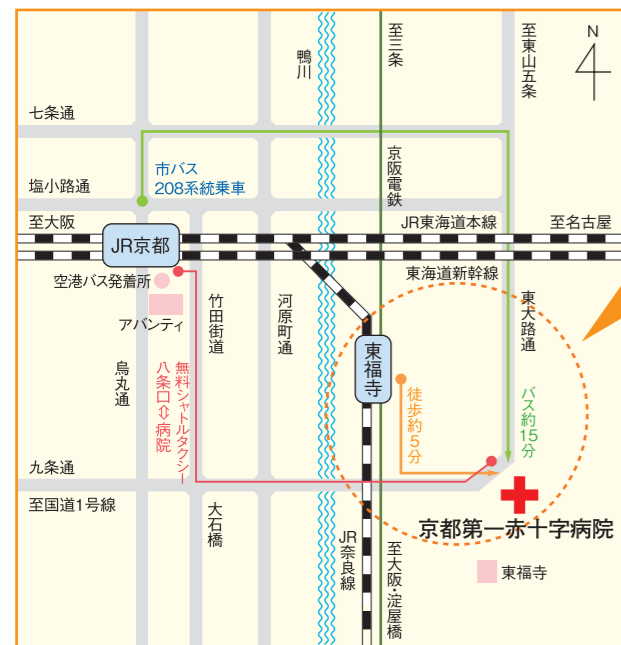 鴨川
至三条
至東山五条
N
七条通
市バス
208系統乗車
京阪電鉄
塩小路通
至大阪
JR京都
JR東海道本線
至名古屋
東海道新幹線
空港バス発着所
アバンティ
竹田街道
河原町通
東大路通
東福寺
烏丸通
八条口⇔病院
無料シャトルタクシー
徒歩約5分
バス約15分
九条通
至国道1号線
大石橋
JR奈良線
至大阪・淀屋橋
京都第一赤十字病院
東福寺